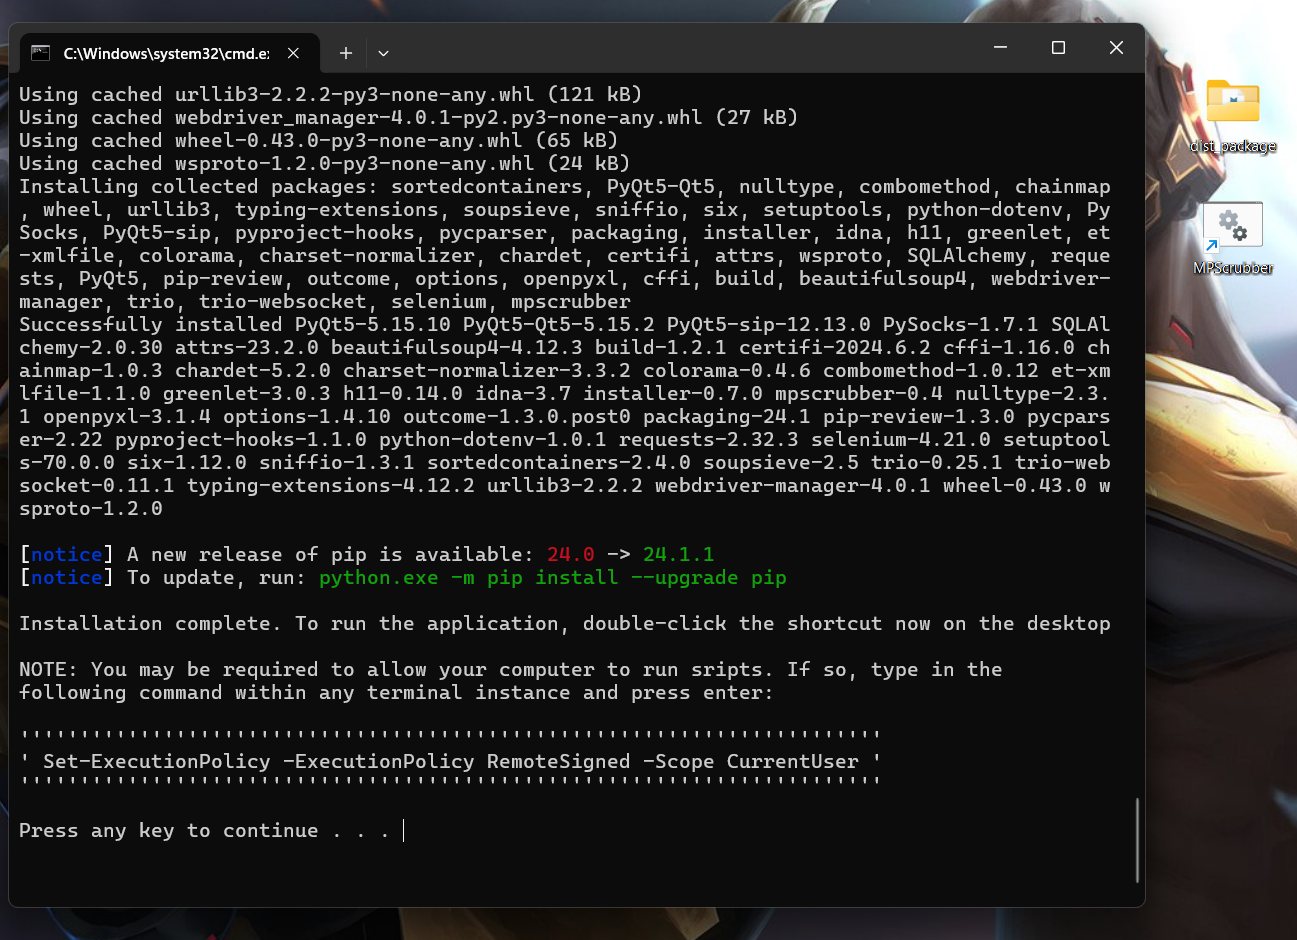 C:\Windows\system32\cmd.e
Using cached urllib3-2.2.2-py3-none-any.whl (121 kB)
Using cached webdriver_manager-4.0.1-py2.py3-none-any.whl (27 kB)
Using cached wheel-0.43.0-py3-none-any.whl (65 kB)
Using cached wsproto-1.2.0-py3-none-any.whl (24 kB)
Installing collected packages: sortedcontainers, PyQt5-Qt5, nulltype, combomethod, chainmap
, wheel, urllib3, typing-extensions, soupsieve, sniffio, six, setuptools, python-dotenv, Py
Socks, PyQt5-sip, pyproject-hooks, pycparser, packaging, installer, idna, h11, greenlet, et
-xmlfile, colorama, charset-normalizer, chardet, certifi, attrs, wsproto, SQLAlchemy, reque
sts, PyQt5, pip-review, outcome, options, openpyxl, cffi, build, beautifulsoup4, webdriver-
manager, trio, trio-websocket, selenium, mpscrubber
Successfully installed PyQt5-5.15.10 PyQt5-Qt5-5.15.2 PyQt5-sip-12.13.0 PySocks-1.7.1 SQLAl
chemy-2.0.30 attrs-23.2.0 beautifulsoup4-4.12.3 build-1.2.1 certifi-2024.6.2 cffi-1.16.0 ch
ainmap-1.0.3 chardet-5.2.0 charset-normalizer-3.3.2 colorama-0.4.6 combomethod-1.0.12 et-xm
lfile-1.1.0 greenlet-3.0.3 h11-0.14.0 idna-3.7 installer-0.7.0 mpscrubber-0.4 nulltype-2.3.
1 openpyxl-3.1.4 options-1.4.10 outcome-1.3.0.post0 packaging-24.1 pip-review-1.3.0 pycpars
er-2.22 pyproject-hooks-1.1.0 python-dotenv-1.0.1 requests-2.32.3 selenium-4.21.0 setuptool
s-70.0.0 six-1.12.0 sniffio-1.3.1 sortedcontainers-2.4.0 soupsieve-2.5 trio-0.25.1 trio-web
socket-0.11.1 typing-extensions-4.12.2 urllib3-2.2.2 webdriver-manager-4.0.1 wheel-0.43.0 w
sproto-1.2.0
[notice] A new release of pip is available: 24.0 -> 24.1.1
[notice] To update, run: python.exe -m pip install --upgrade pip
Installation complete. To run the application, double-click the shortcut now on the desktop
NOTE: You may be required to allow your computer to run sripts. If so, type in the
following command within any terminal instance and press enter:
''''''''''''''''''''''''''''''''''''''''''''''''''''''''''''''''''''''''
' Set-ExecutionPolicy -ExecutionPolicy RemoteSigned -Scope CurrentUser '
''''''''''''''''''''''''''''''''''''''''''''''''''''''''''''''''''''''''
Press any key to continue . . .
dist_package
MPScrubber